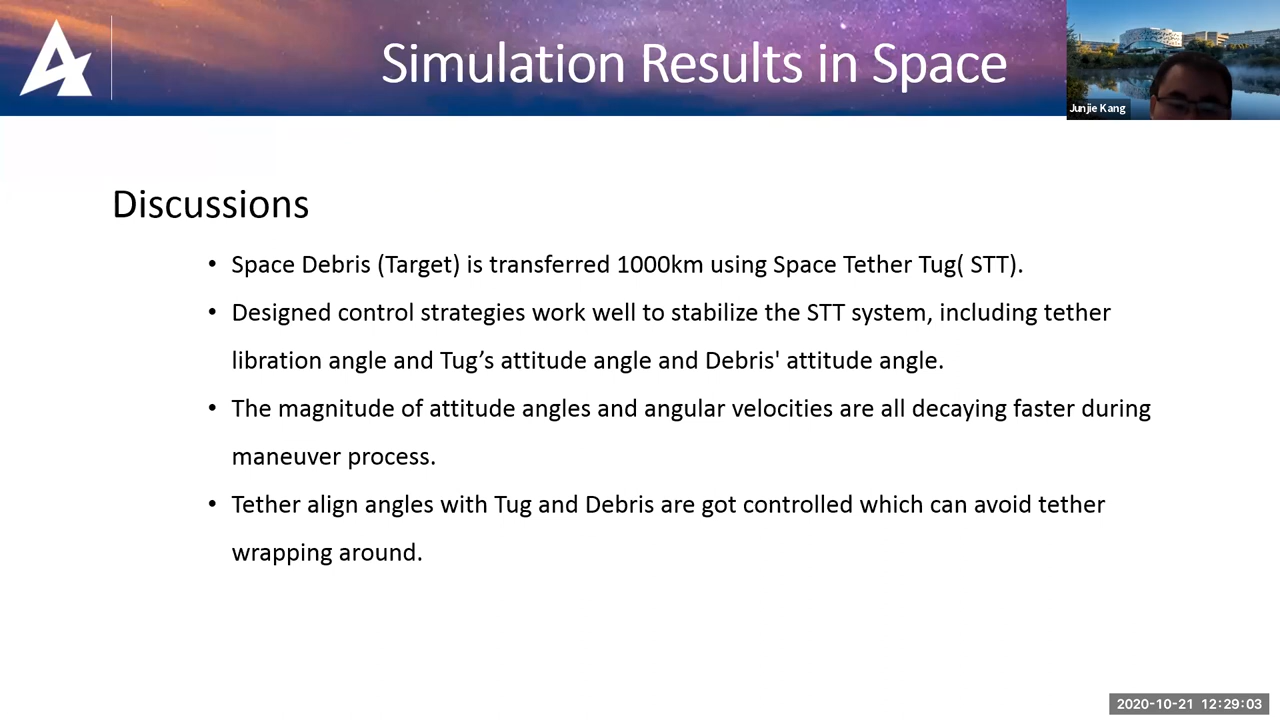 Simulation Results in Space
Junjie Kang
Discussions
• Space Debris (Target) is transferred 1000km using Space Tether Tug( STT).
• Designed control strategies work well to stabilize the STT system, including tether
libration angle and Tug’s attitude angle and Debris' attitude angle.
• The magnitude of attitude angles and angular velocities are all decaying faster during
maneuver process.
• Tether align angles with Tug and Debris are got controlled which can avoid tether
wrapping around.
2020-10-21 12:29:03